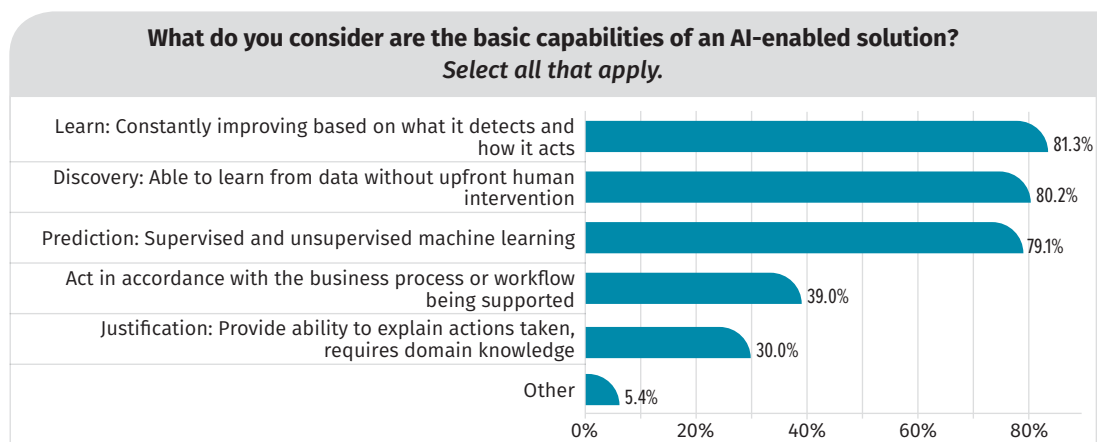 What do you consider are the basic capabilities of an AI-enabled solution?
Select all that apply.
Learn: Constantly improving based on what it detects and
how it acts
81.3%
Discovery: Able to learn from data without upfront human
intervention
80.2%
Prediction: Supervised and unsupervised machine learning
79.1%
Act in accordance with the business process or workflow
being supported
39.0%
Justification: Provide ability to explain actions taken,
requires domain knowledge
30.0%
Other
5.4%
0% 20% 40% 60% 80%